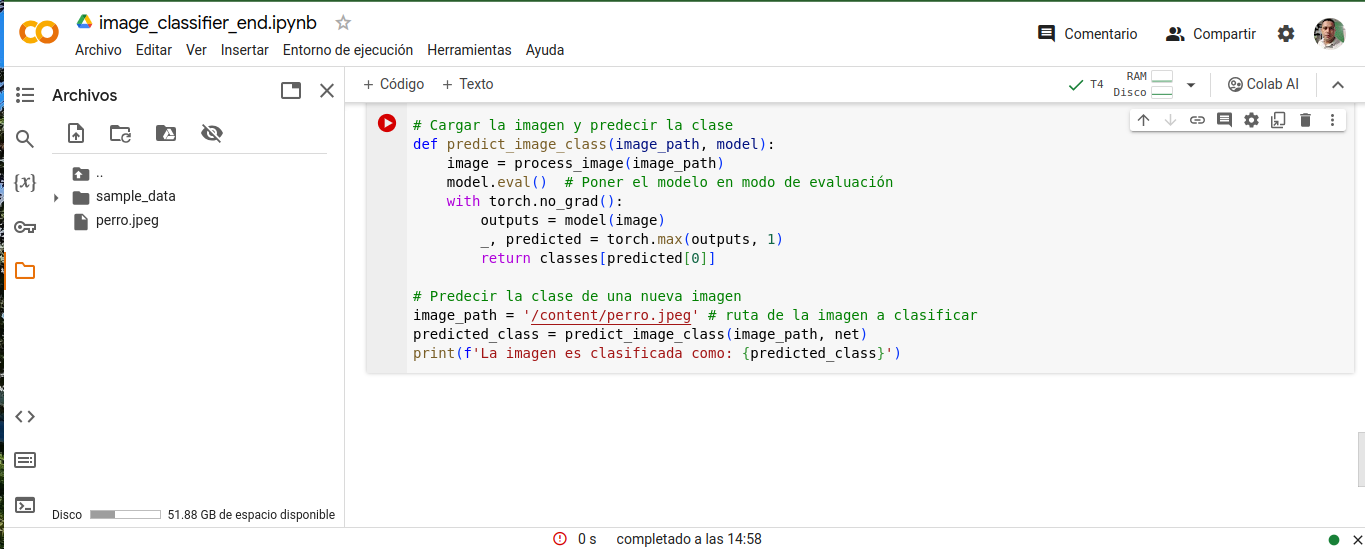 image_classifier_end.ipynb
Archivo Editar Ver Insertar Entorno de ejecución Herramientas Ayuda
Comentario
Compartir
Archivos
+ Código + Texto
T4
RAM
Disco
Colab AI
{x}
..
sample_data
perro.jpeg
# Cargar la imagen y predecir la clase
def predict_image_class(image_path, model):
    image = process_image(image_path)
    model.eval()  # Poner el modelo en modo de evaluación
    with torch.no_grad():
        outputs = model(image)
        _, predicted = torch.max(outputs, 1)
        return classes[predicted[0]]
# Predecir la clase de una nueva imagen
image_path = '/content/perro.jpeg' # ruta de la imagen a clasificar
predicted_class = predict_image_class(image_path, net)
print(f'La imagen es clasificada como: {predicted_class}')
Disco 51.88 GB de espacio disponible
0 s completado a las 14:58